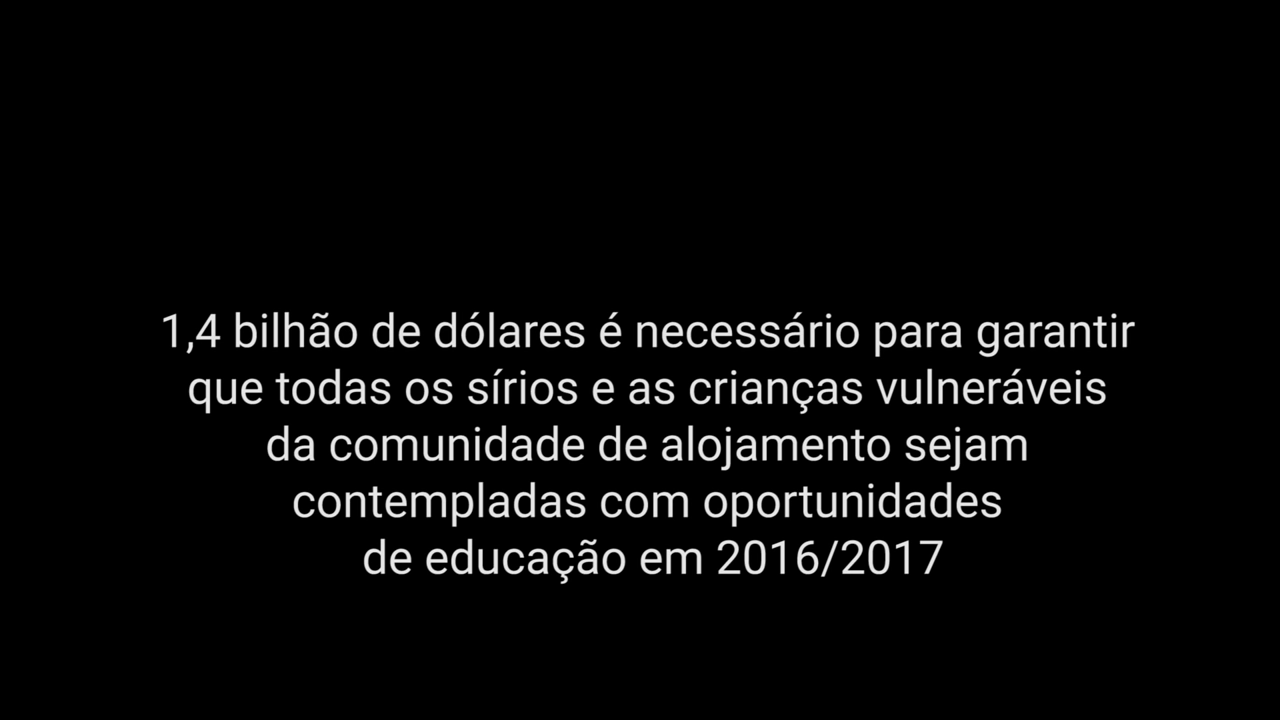 1,4 bilhão de dólares é necessário para garantir
que todas os sírios e as crianças vulneráveis
da comunidade de alojamento sejam
contempladas com oportunidades
de educação em 2016/2017